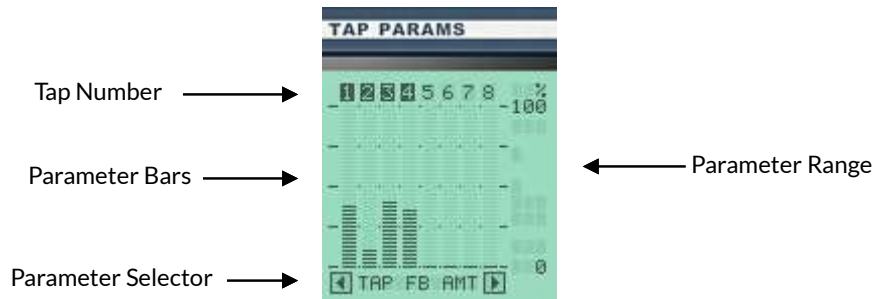 TAP PARAMS
Tap Number
1 2 3 4 5 6 7 8 %
100
Parameter Bars
Parameter Range
0
Parameter Selector
TAP FB AMT